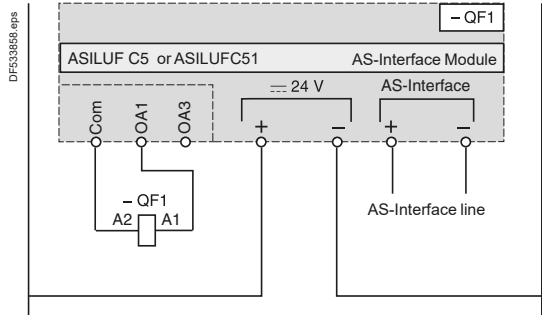 DF533858.eps
– QF1
ASILUF C5 or ASILUFC51 AS-Interface Module
24 V AS-Interface
Com OA1 OA3
+ – + –
– QF1
A2 A1
AS-Interface line